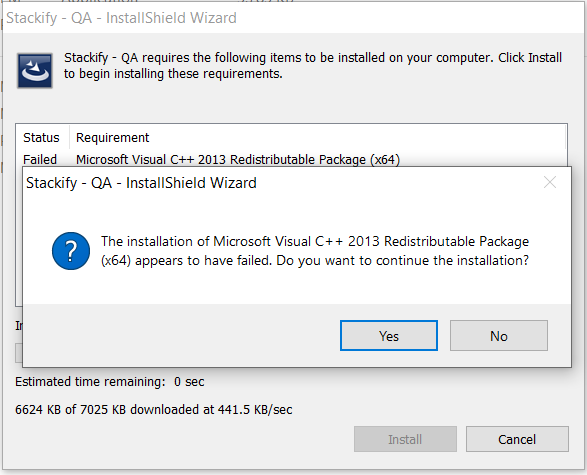 Stackify - QA - InstallShield Wizard
Stackify - QA requires the following items to be installed on your computer. Click Install
to begin installing these requirements.
Status Requirement
Failed Microsoft Visual C++ 2013 Redistributable Package (x64)
Stackify - QA - InstallShield Wizard
The installation of Microsoft Visual C++ 2013 Redistributable Package
(x64) appears to have failed. Do you want to continue the installation?
Yes No
Estimated time remaining: 0 sec
6624 KB of 7025 KB downloaded at 441.5 KB/sec
Install Cancel